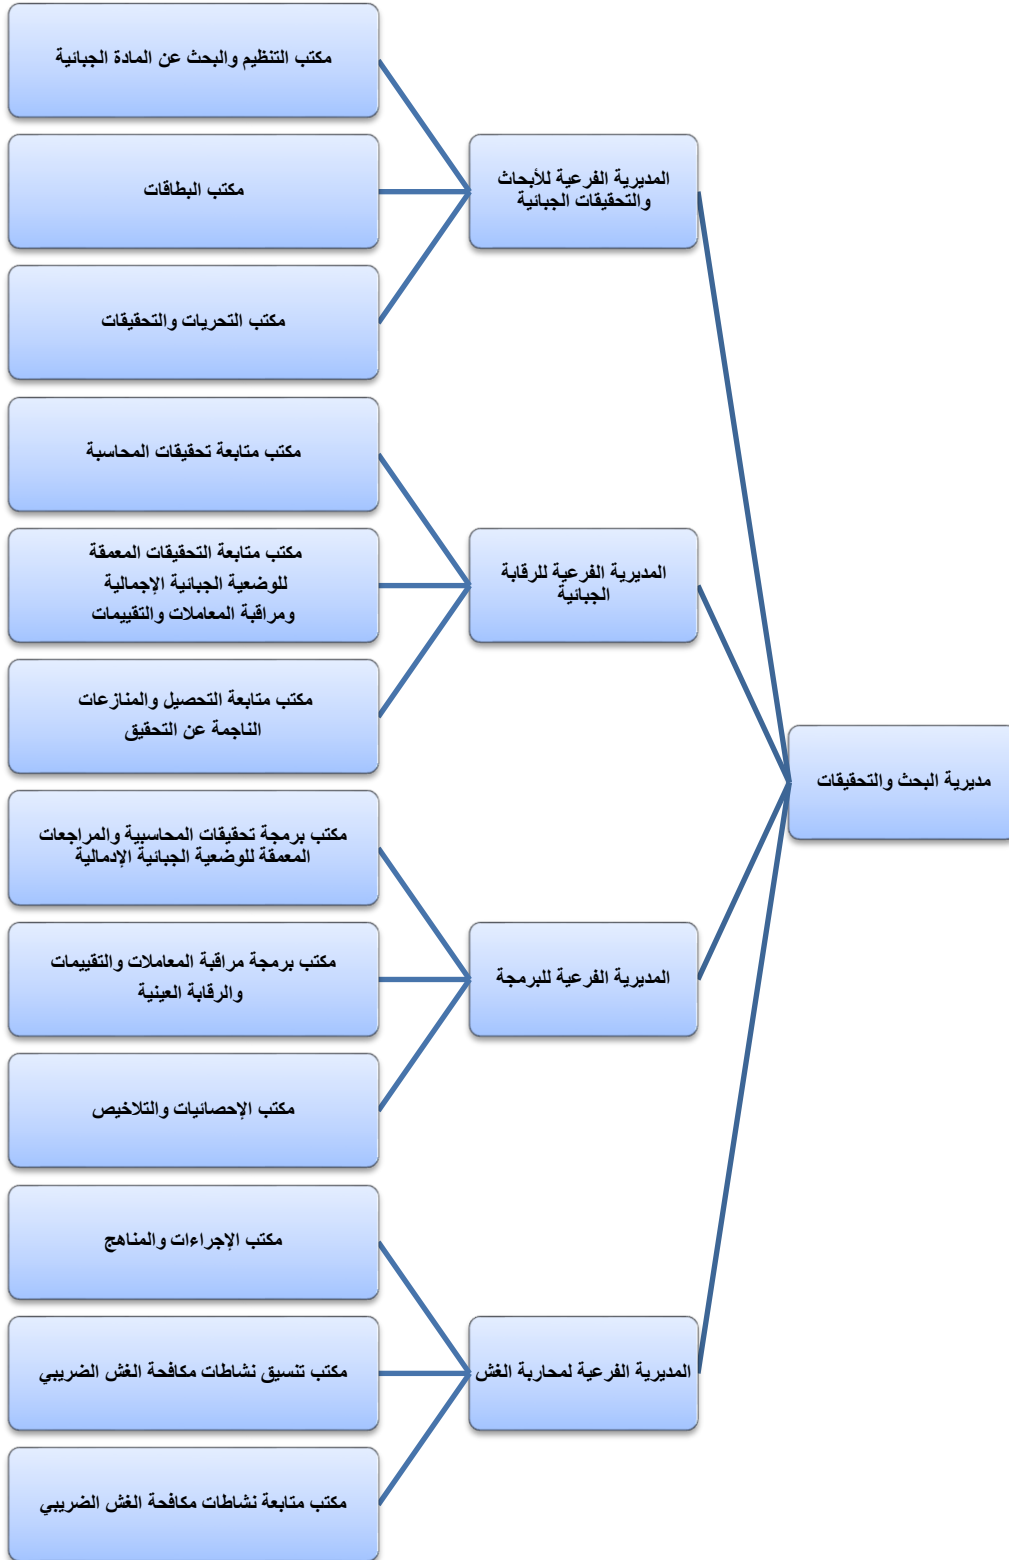 مديرية البحث والتحقيقات
المديرية الفرعية للأبحاث
والتحقيقات الجبائية
مكتب التنظيم والبحث عن المادة الجبائية
مكتب البطاقات
مكتب التحريات والتحقيقات
المديرية الفرعية للرقابة
الجبائية
مكتب متابعة تحقيقات المحاسبة
مكتب متابعة التحقيقات المعمقة
للوضعية الجبائية الإجمالية
ومراقبة المعاملات والتقييمات
مكتب متابعة التحصيل والمنازعات
الناجمة عن التحقيق
المديرية الفرعية للبرمجة
مكتب برمجة تحقيقات المحاسبية والمراجعات
المعمقة للوضعية الجبائية الإدمالية
مكتب برمجة مراقبة المعاملات والتقييمات
والرقابة العينية
مكتب الإحصائيات والتلاخيص
المديرية الفرعية لمحاربة الغش
مكتب الإجراءات والمناهج
مكتب تنسيق نشاطات مكافحة الغش الضريبي
مكتب متابعة نشاطات مكافحة الغش الضريبي